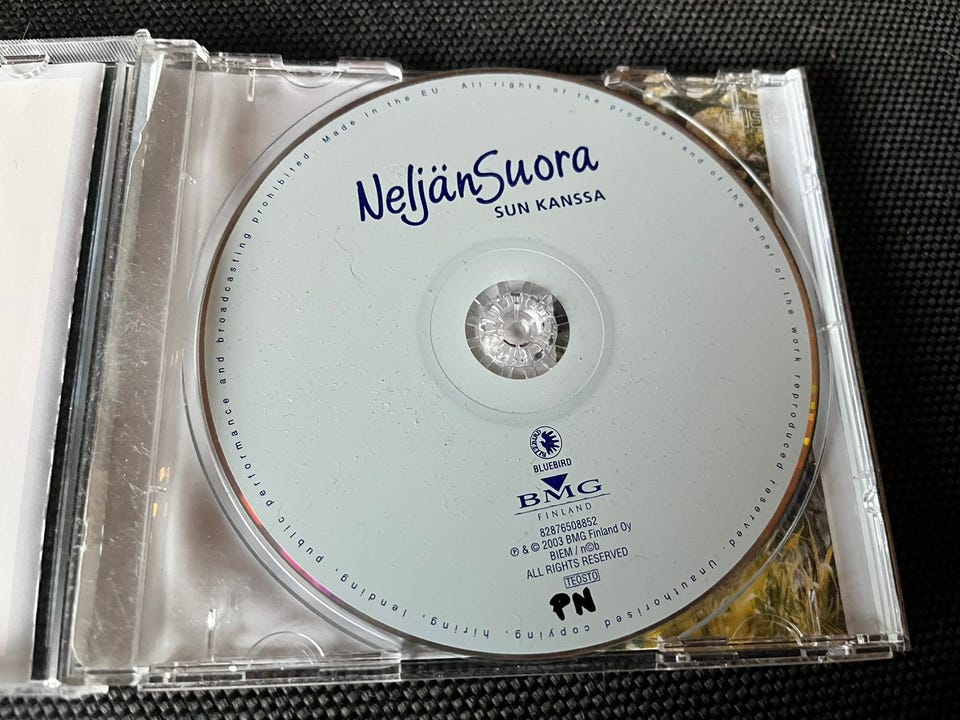 NeljänSuora
SUN KANSSA
BLUEBIRD
BLUEBIRD
BMG
FINLAND
82876508852
℗ & © 2003 BMG Finland Oy
BIEM / n©b
ALL RIGHTS RESERVED
TEOSTO
PN
Made in the EU. All rights of the producer and of the owner of the work reproduced reserved. Unauthorised copying, hiring, lending, public performance and broadcasting prohibited.